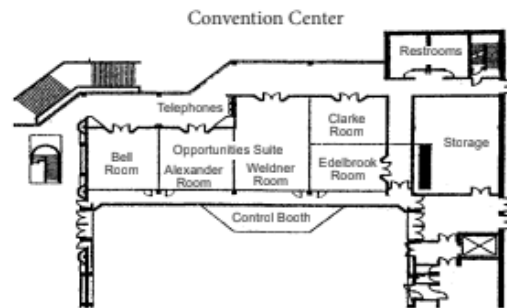 Convention Center
Restrooms
Telephones
Clarke
Room
Opportunities Suite
Storage
Bell
Room
Alexander
Room
Weldner
Room
Edelbrook
Room
Control Booth